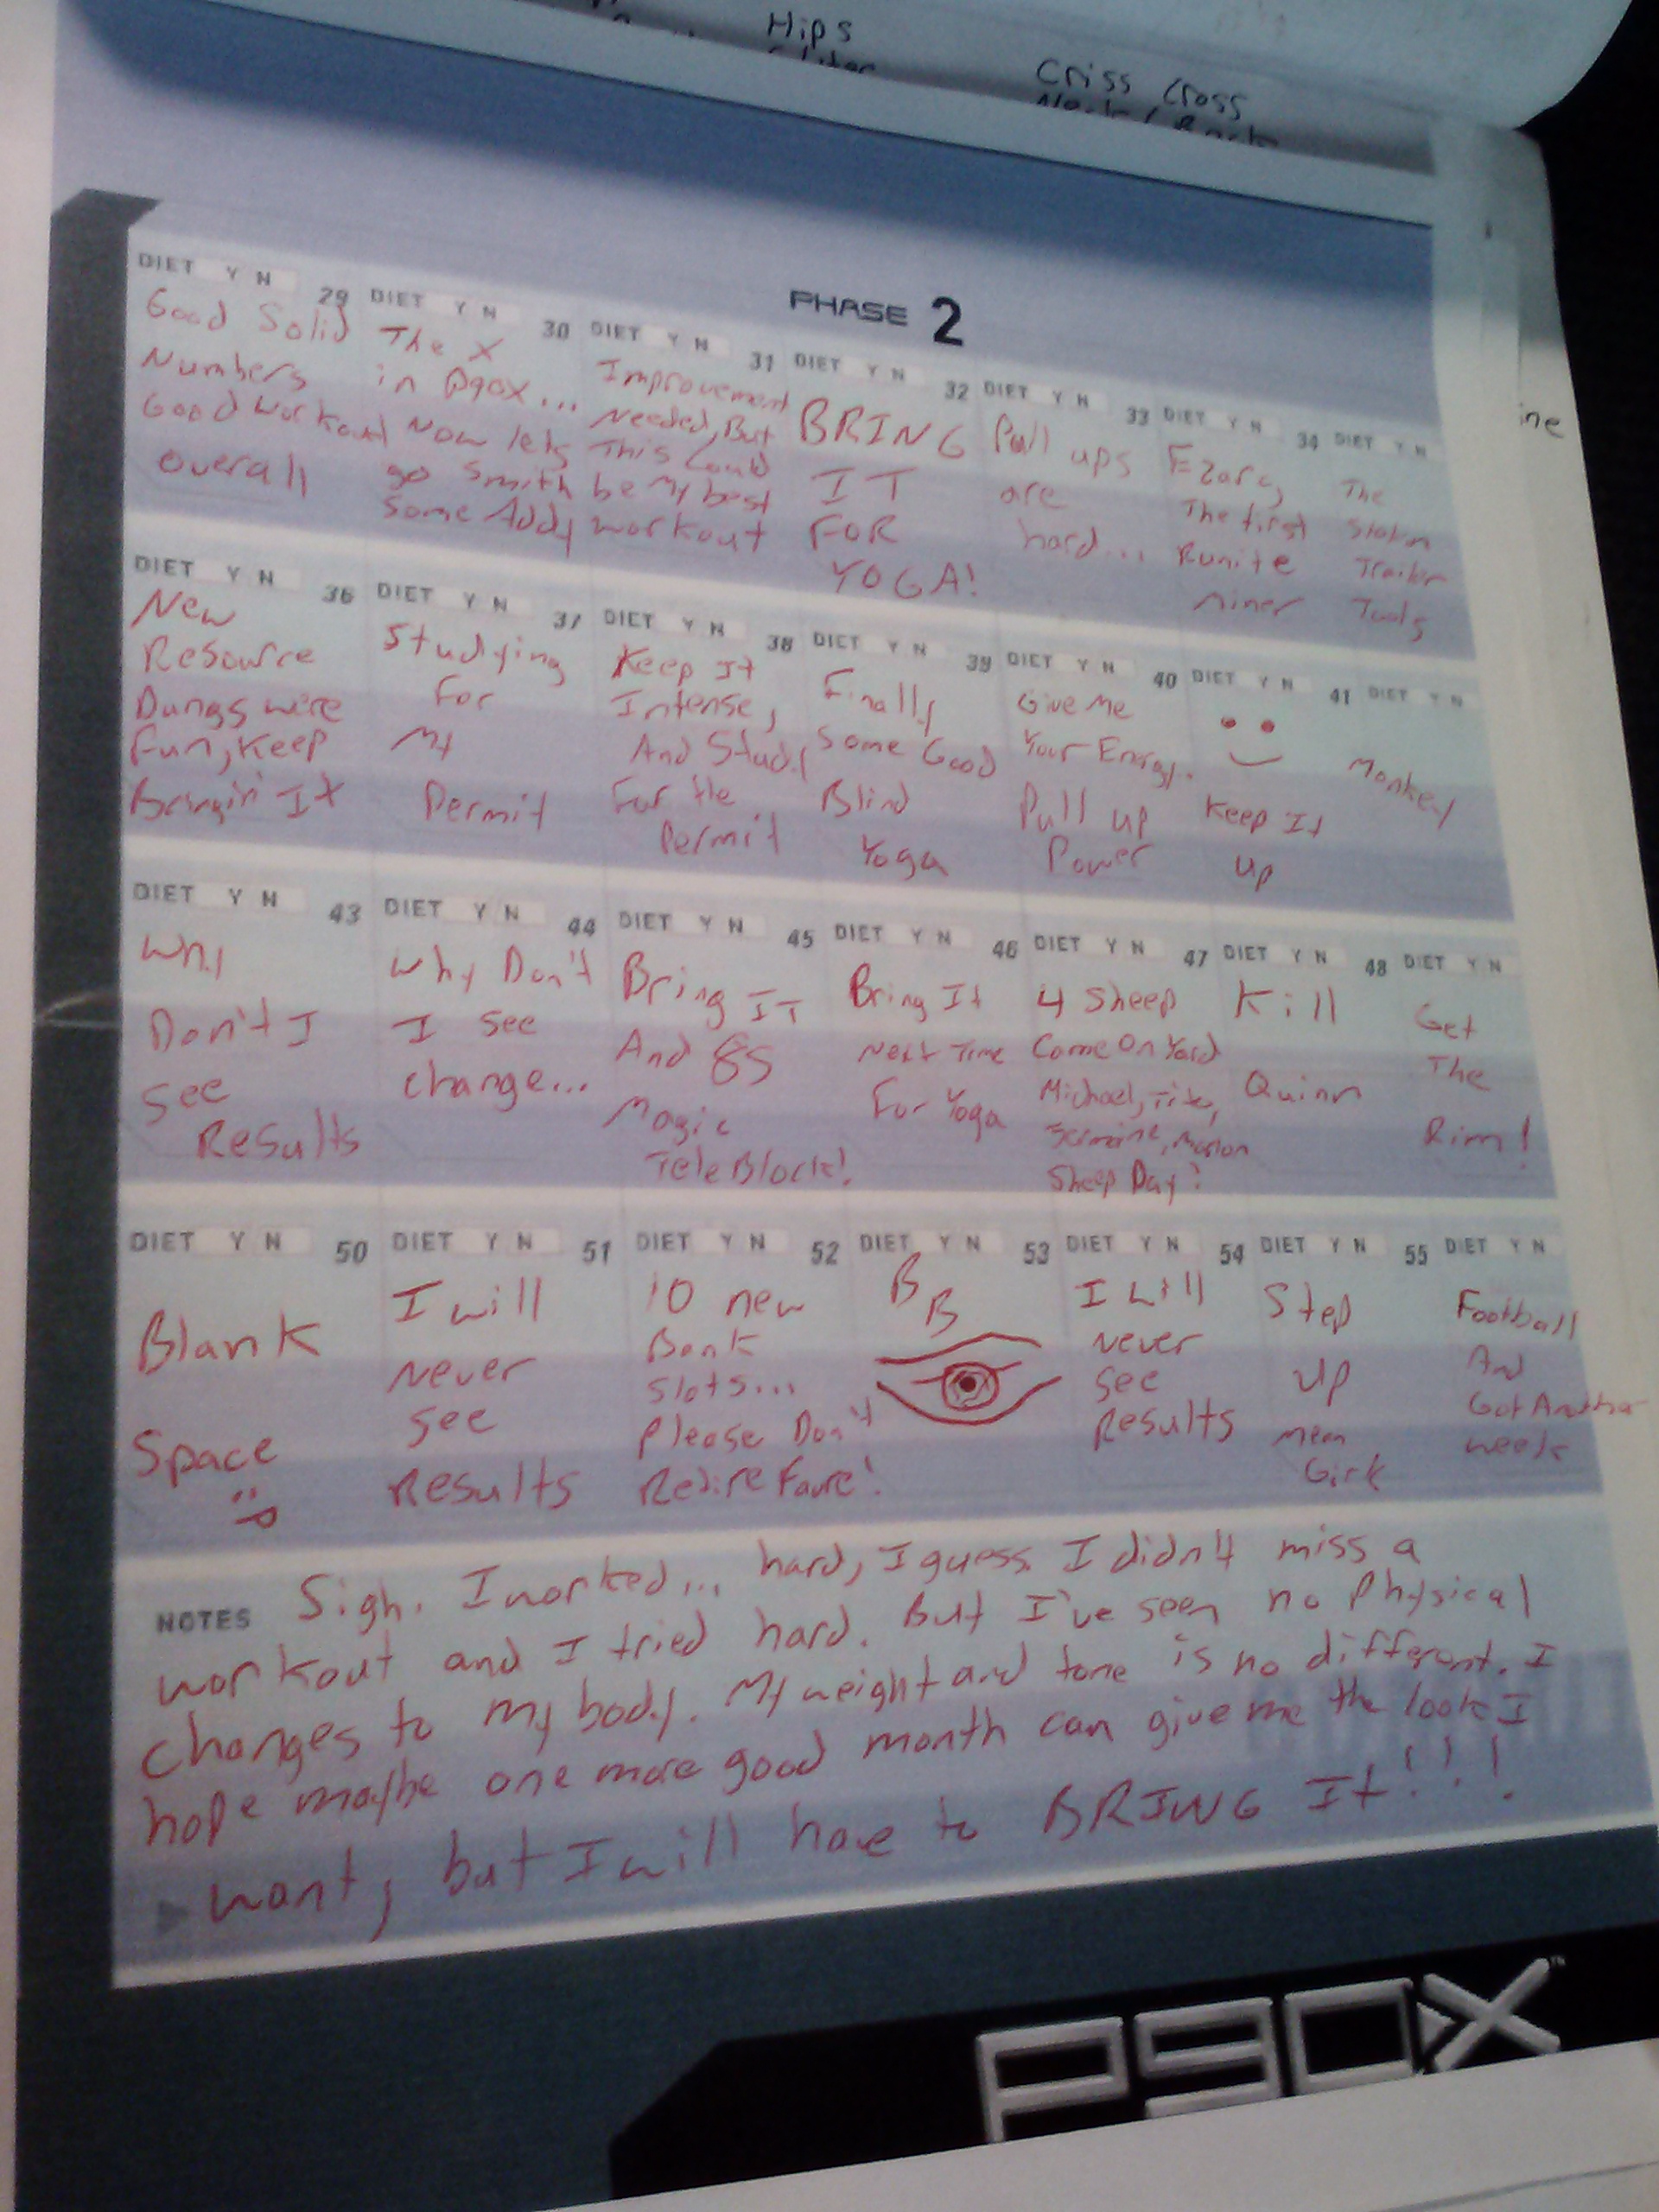 Hips
Criss Cross
ine
PHASE 2
DIET Y N 29
Good Solid
Numbers
Good Workout
overall
DIET Y N 30
The X
in P90X...
Now lets
go Smith
Some Addy
DIET Y N 31
Improvement
Needed, But
This Could
be My best
workout
DIET Y N 32
BRING
IT
FOR
YOGA!
DIET Y N 33
Pull ups
are
hard...
DIET Y N 34
Ezarc,
The first
Runite
Miner
DIET Y N
The
Stolen
Trailer
Tools
DIET Y N 36
New
Resource
Dungs were
Fun, Keep
Bringin' It
DIET Y N 37
Studying
For
My
Permit
DIET Y N 38
Keep It
Intense,
And Study
For the
Permit
DIET Y N 39
Finally
Some Good
Blind
Yoga
DIET Y N 40
Give Me
Your Energy.
Pull up
Power
DIET Y N 41
Keep It
up
DIET Y N
Monkey
DIET Y N 43
Why
Don't I
see
Results
DIET Y N 44
Why Don't
I see
change...
DIET Y N 45
Bring IT
And 85
Magic
TeleBlock!
DIET Y N 46
Bring It
Next Time
For Yoga
DIET Y N 47
4 Sheep
Come On Yard
Michael, Tito,
Jermaine, Marlon
Sheep Day?
DIET Y N 48
Kill
Quinn
DIET Y N
Get
The
Rim!
DIET Y N 50
Blank
Space
:P
DIET Y N 51
I will
never
see
Results
DIET Y N 52
10 new
Bank
slots...
Please Don't
Retire Favre!
DIET Y N 53
B
B
DIET Y N 54
I will
never
see
Results
DIET Y N 55
Step
up
DIET Y N
Football
And
Got Another
week
NOTES Sigh. I worked... hard, I guess. I didn't miss a
workout and I tried hard. But I've seen no physical
changes to my body. My weight and tone is no different. I
hope maybe one more good month can give me the look I
want, but I will have to BRING It!!!
P90X™